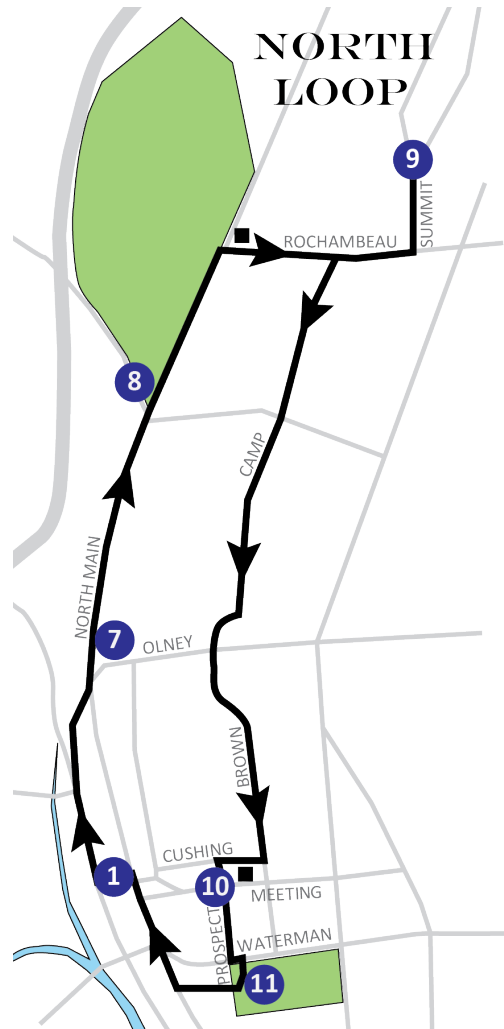 NORTH
LOOP
9
SUMMIT
ROCHAMBEAU
8
CAMP
NORTH MAIN
7
OLNEY
BROWN
CUSHING
1
10
MEETING
PROSPECT
WATERMAN
11